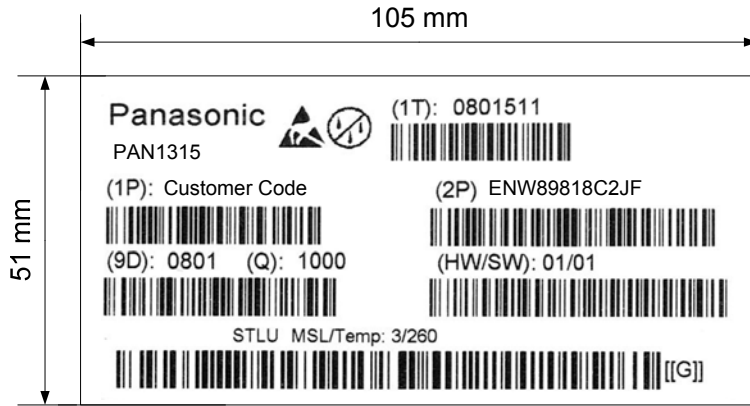 105 mm
51 mm
Panasonic
PAN1315
(1T): 0801511
(1P): Customer Code
(2P) ENW89818C2JF
(9D): 0801 (Q): 1000
(HW/SW): 01/01
STLU MSL/Temp: 3/260
[[G]]